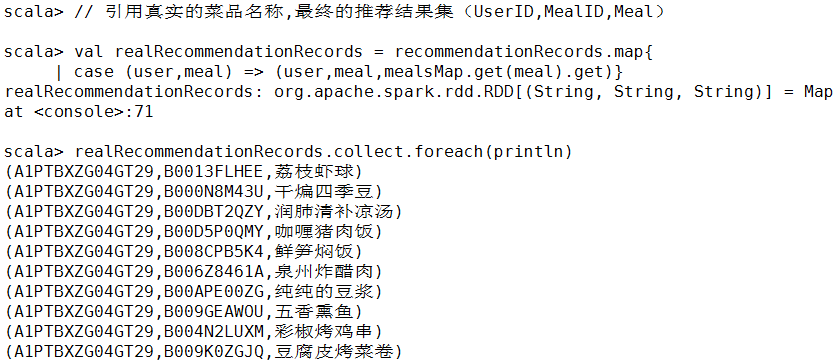 scala> // 引用真实的菜品名称,最终的推荐结果集（UserID,MealID,Meal）
scala> val realRecommendationRecords = recommendationRecords.map{
     | case (user,meal) => (user,meal,mealsMap.get(meal).get)}
realRecommendationRecords: org.apache.spark.rdd.RDD[(String, String, String)] = Map
at <console>:71
scala> realRecommendationRecords.collect.foreach(println)
(A1PTBXZG04GT29,B0013FLHEE,荔枝虾球)
(A1PTBXZG04GT29,B000N8M43U,干煸四季豆)
(A1PTBXZG04GT29,B00DBT2QZY,润肺清补凉汤)
(A1PTBXZG04GT29,B00D5P0QMY,咖喱猪肉饭)
(A1PTBXZG04GT29,B008CPB5K4,鲜笋焖饭)
(A1PTBXZG04GT29,B006Z8461A,泉州炸醋肉)
(A1PTBXZG04GT29,B00APE00ZG,纯纯的豆浆)
(A1PTBXZG04GT29,B009GEAWOU,五香熏鱼)
(A1PTBXZG04GT29,B004N2LUXM,彩椒烤鸡串)
(A1PTBXZG04GT29,B009K0ZGJQ,豆腐皮烤菜卷)